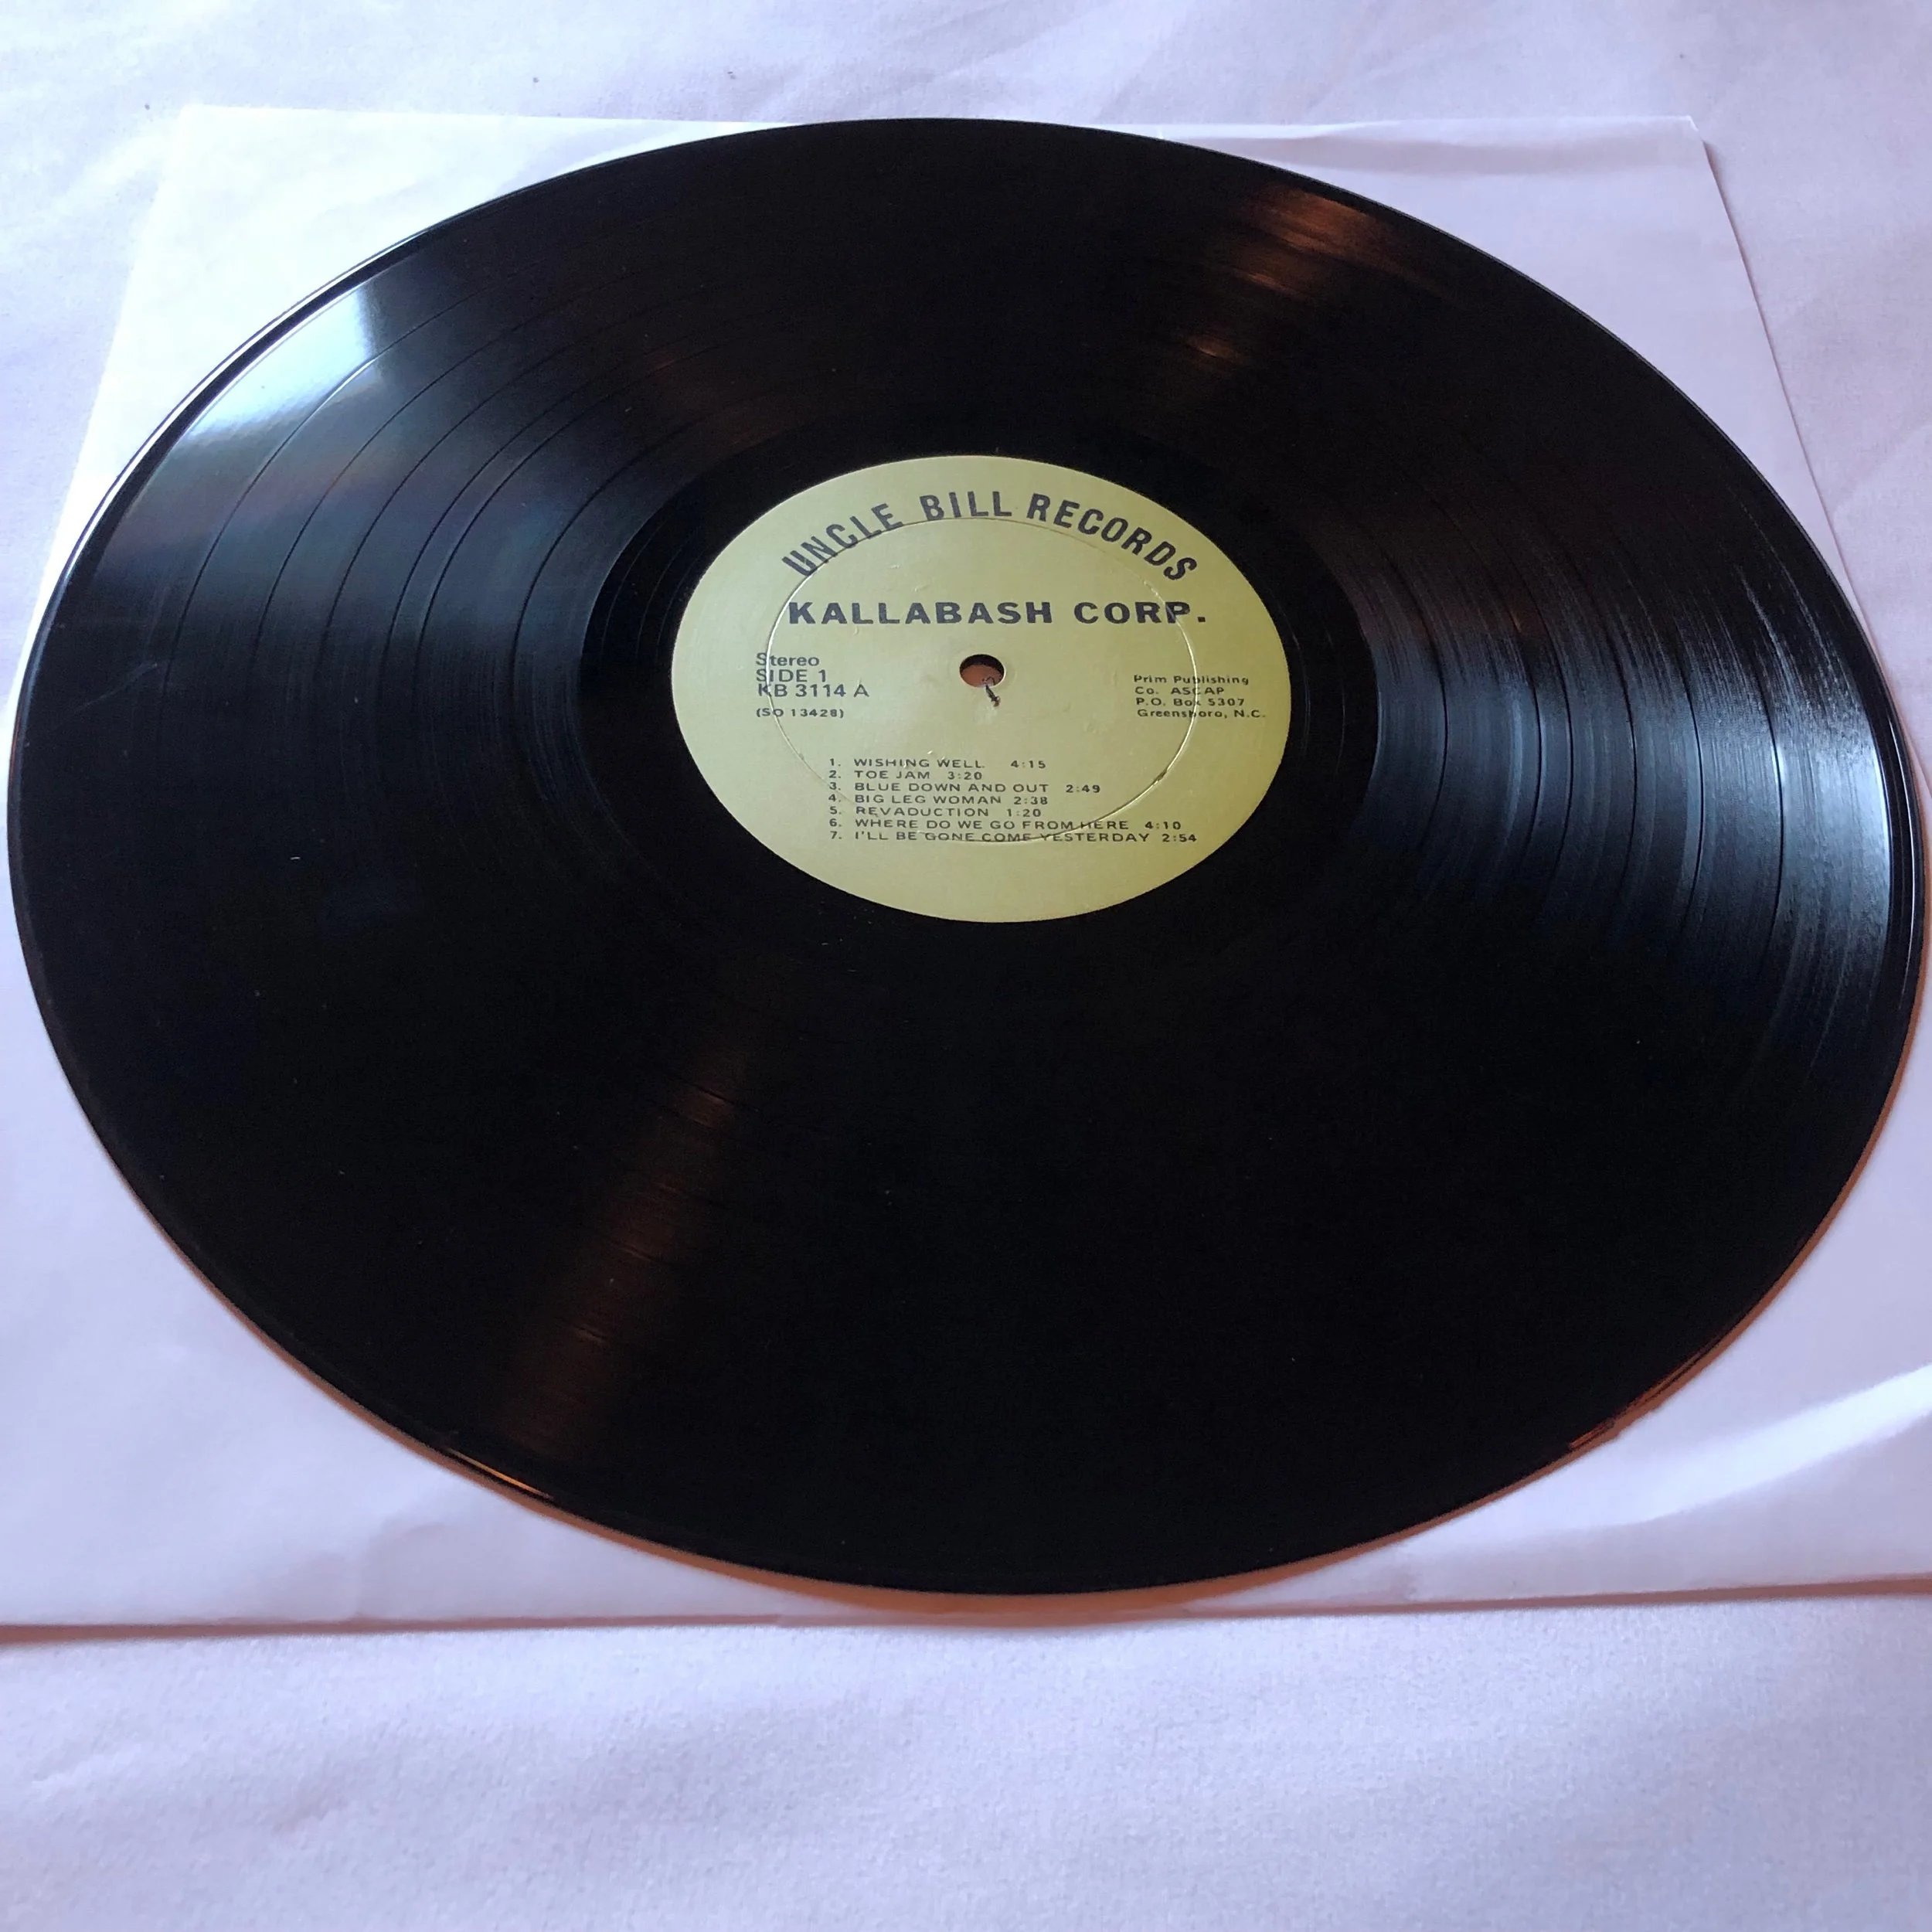 UNCLE BILL RECORDS
KALLABASH CORP.
Stereo
SIDE 1
KB 3114 A
(SO 13428)
Prim Publishing
Co. ASCAP
P.O. Box 5307
Greensboro, N.C.
1. WISHING WELL 4:15
2. TOE JAM 3:20
3. BLUE DOWN AND OUT 2:49
4. BIG LEG WOMAN 2:38
5. REVADUCTION 1:20
6. WHERE DO WE GO FROM HERE 4:10
7. I'LL BE GONE COME YESTERDAY 2:54